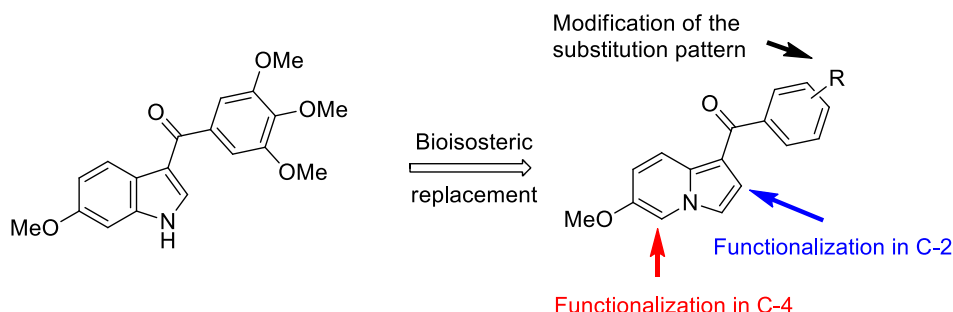 Modification of the
substitution pattern
R
OMe
O
OMe
OMe
MeO
N
H
Bioisosteric
replacement
O
N
MeO
Functionalization in C-2
Functionalization in C-4